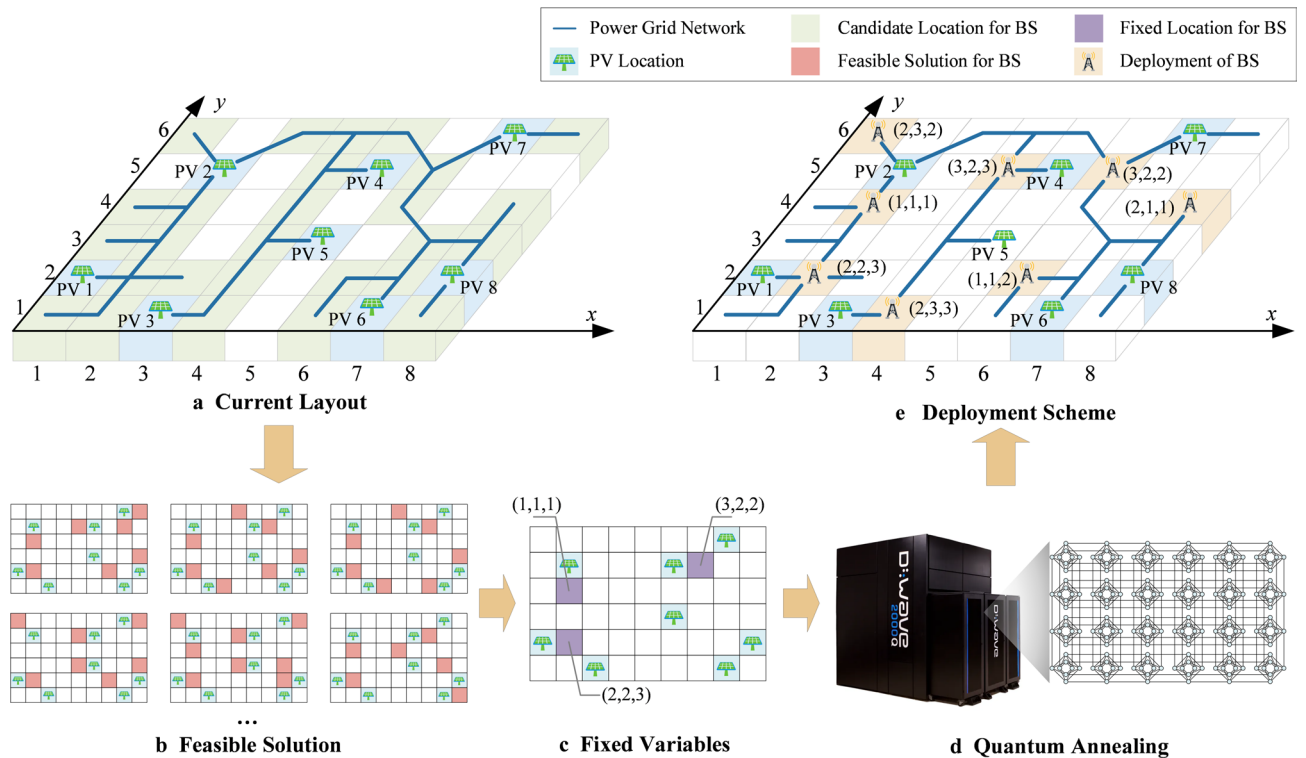 Power Grid Network
Candidate Location for BS
Fixed Location for BS
PV Location
Feasible Solution for BS
Deployment of BS
y
6
5
4
3
2
1
PV 7
PV 2
PV 4
PV 5
PV 1
PV 8
PV 3
PV 6
x
1 2 3 4 5 6 7 8
a Current Layout
y
6
5
4
3
2
1
(2,3,2)
PV 7
PV 2
(3,2,3)
PV 4
(3,2,2)
(1,1,1)
(2,1,1)
PV 5
PV 1
(2,2,3)
(1,1,2)
PV 8
PV 3
(2,3,3)
PV 6
x
1 2 3 4 5 6 7 8
e Deployment Scheme
...
b Feasible Solution
(1,1,1)
(3,2,2)
(2,2,3)
c Fixed Variables
D:wave
2000Q
D:wave
d Quantum Annealing